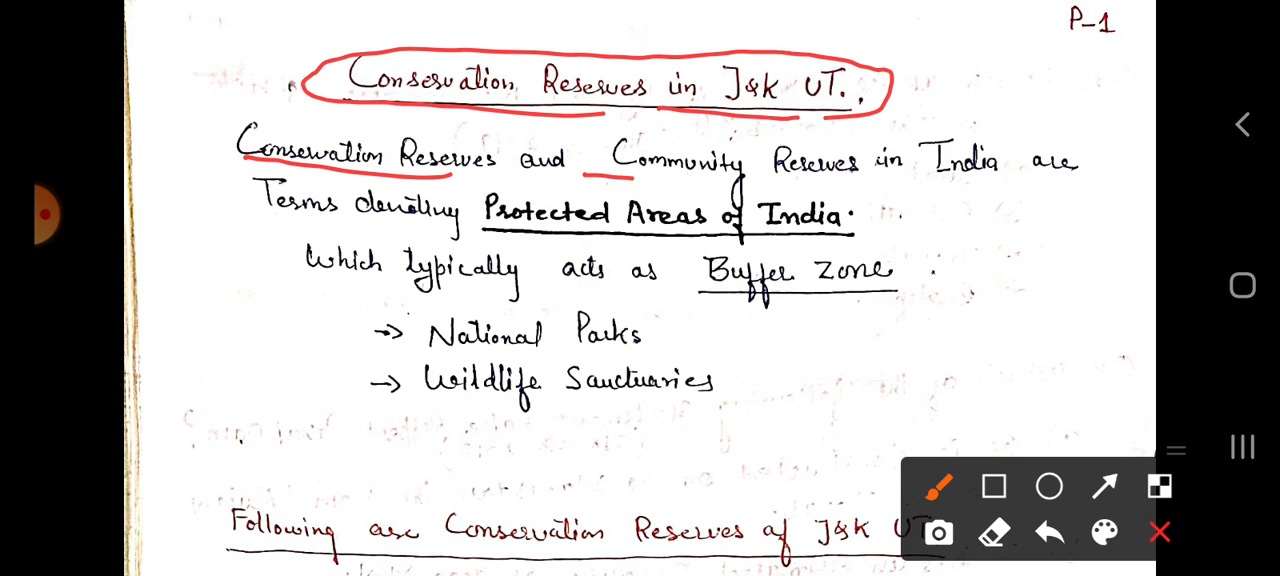 P-1
Conservation Reserves in J&K UT.
Conservation Reserves and Community Reserves in India are
Terms denoting Protected Areas of India.
Which typically acts as Buffer Zone
→ National Parks
→ Wildlife Sanctuaries
Following are Conservation Reserves of J&K UT